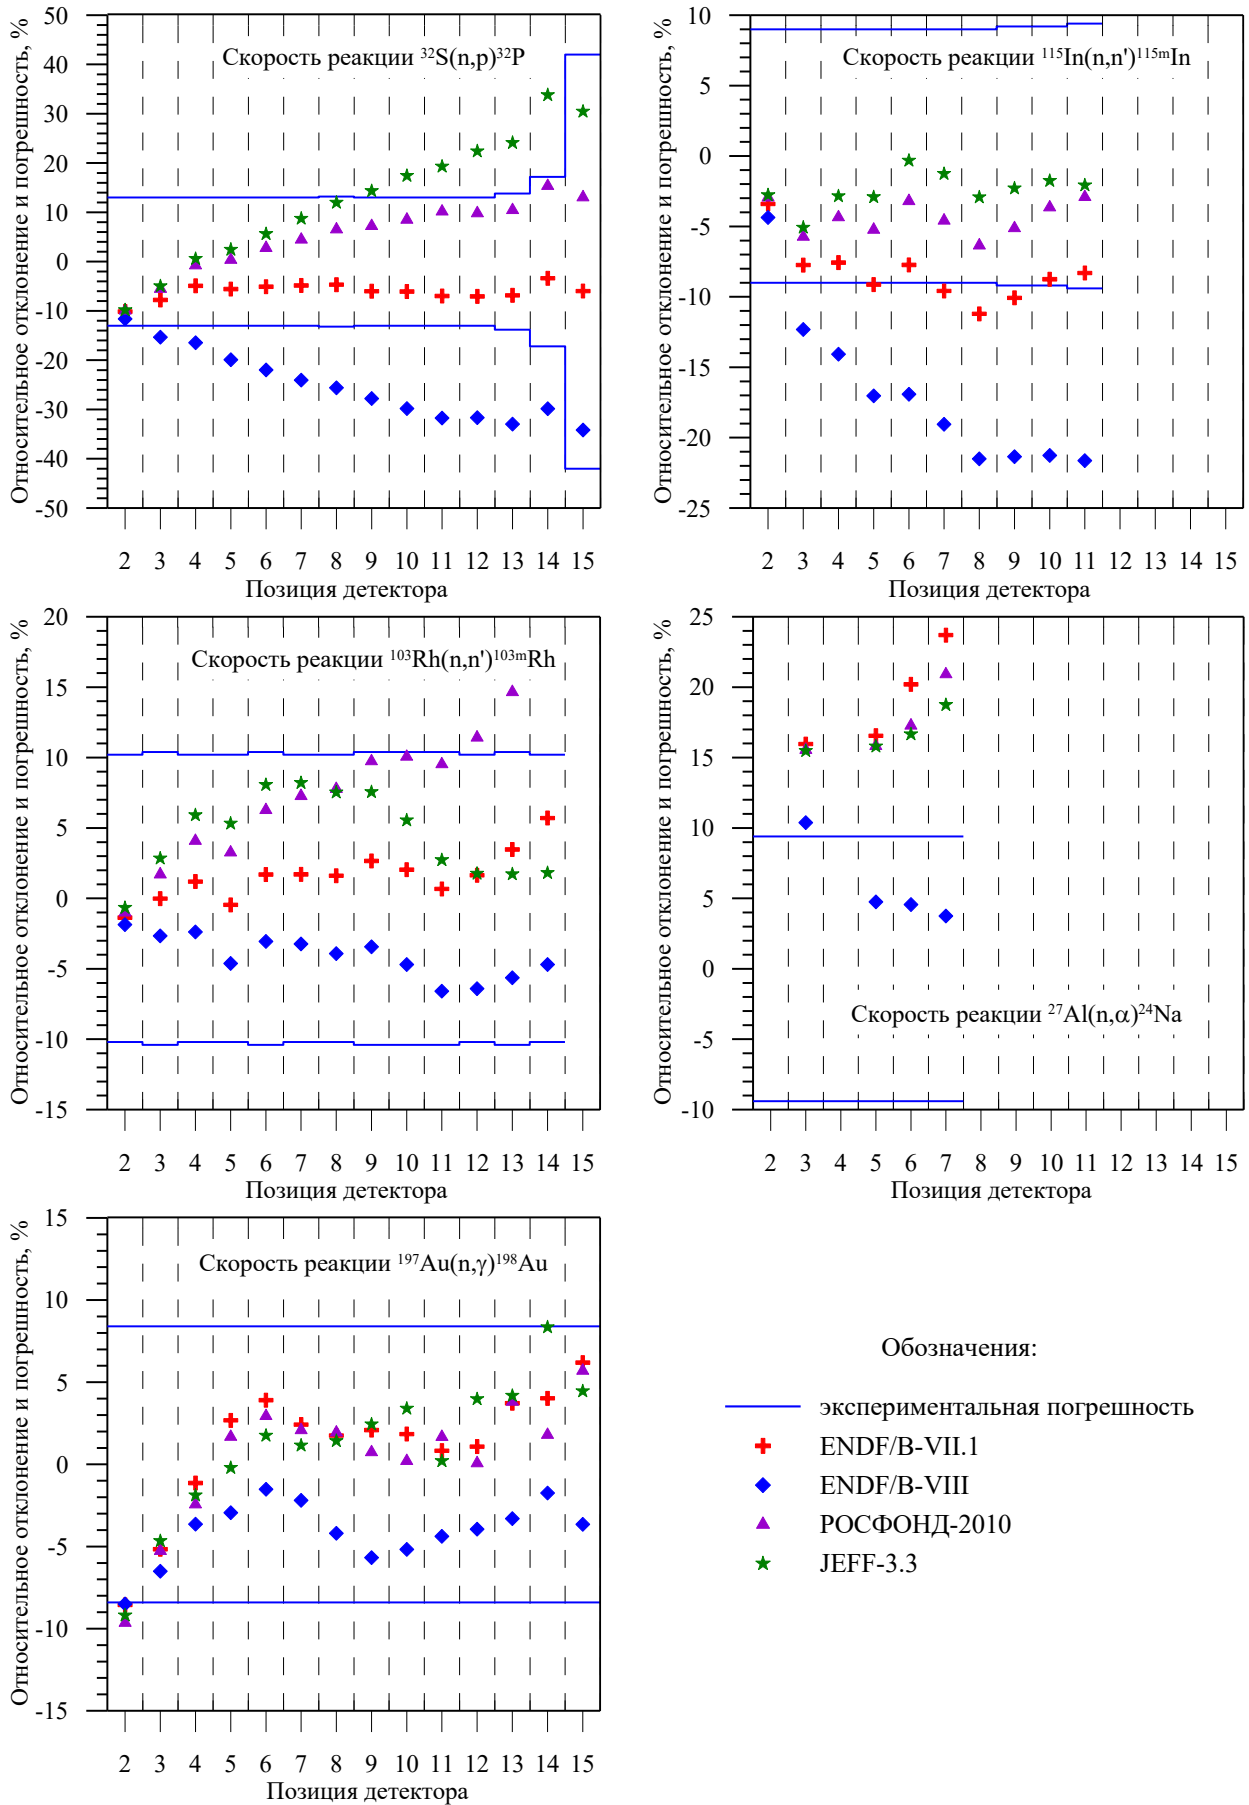 Относительное отклонение и погрешность, %
Скорость реакции ³²S(n,p)³²P
50
40
30
20
10
0
-10
-20
-30
-40
-50
2 3 4 5 6 7 8 9 10 11 12 13 14 15
Позиция детектора
Относительное отклонение и погрешность, %
Скорость реакции ¹¹⁵In(n,n')¹¹⁵ᵐIn
10
5
0
-5
-10
-15
-20
-25
2 3 4 5 6 7 8 9 10 11 12 13 14 15
Позиция детектора
Относительное отклонение и погрешность, %
Скорость реакции ¹⁰³Rh(n,n')¹⁰³ᵐRh
20
15
10
5
0
-5
-10
-15
2 3 4 5 6 7 8 9 10 11 12 13 14 15
Позиция детектора
Относительное отклонение и погрешность, %
25
20
15
10
5
0
-5
-10
Скорость реакции ²⁷Al(n,α)²⁴Na
2 3 4 5 6 7 8 9 10 11 12 13 14 15
Позиция детектора
Относительное отклонение и погрешность, %
Скорость реакции ¹⁹⁷Au(n,γ)¹⁹⁸Au
15
10
5
0
-5
-10
-15
2 3 4 5 6 7 8 9 10 11 12 13 14 15
Позиция детектора
Обозначения:
экспериментальная погрешность
ENDF/B-VII.1
ENDF/B-VIII
РОСФОНД-2010
JEFF-3.3